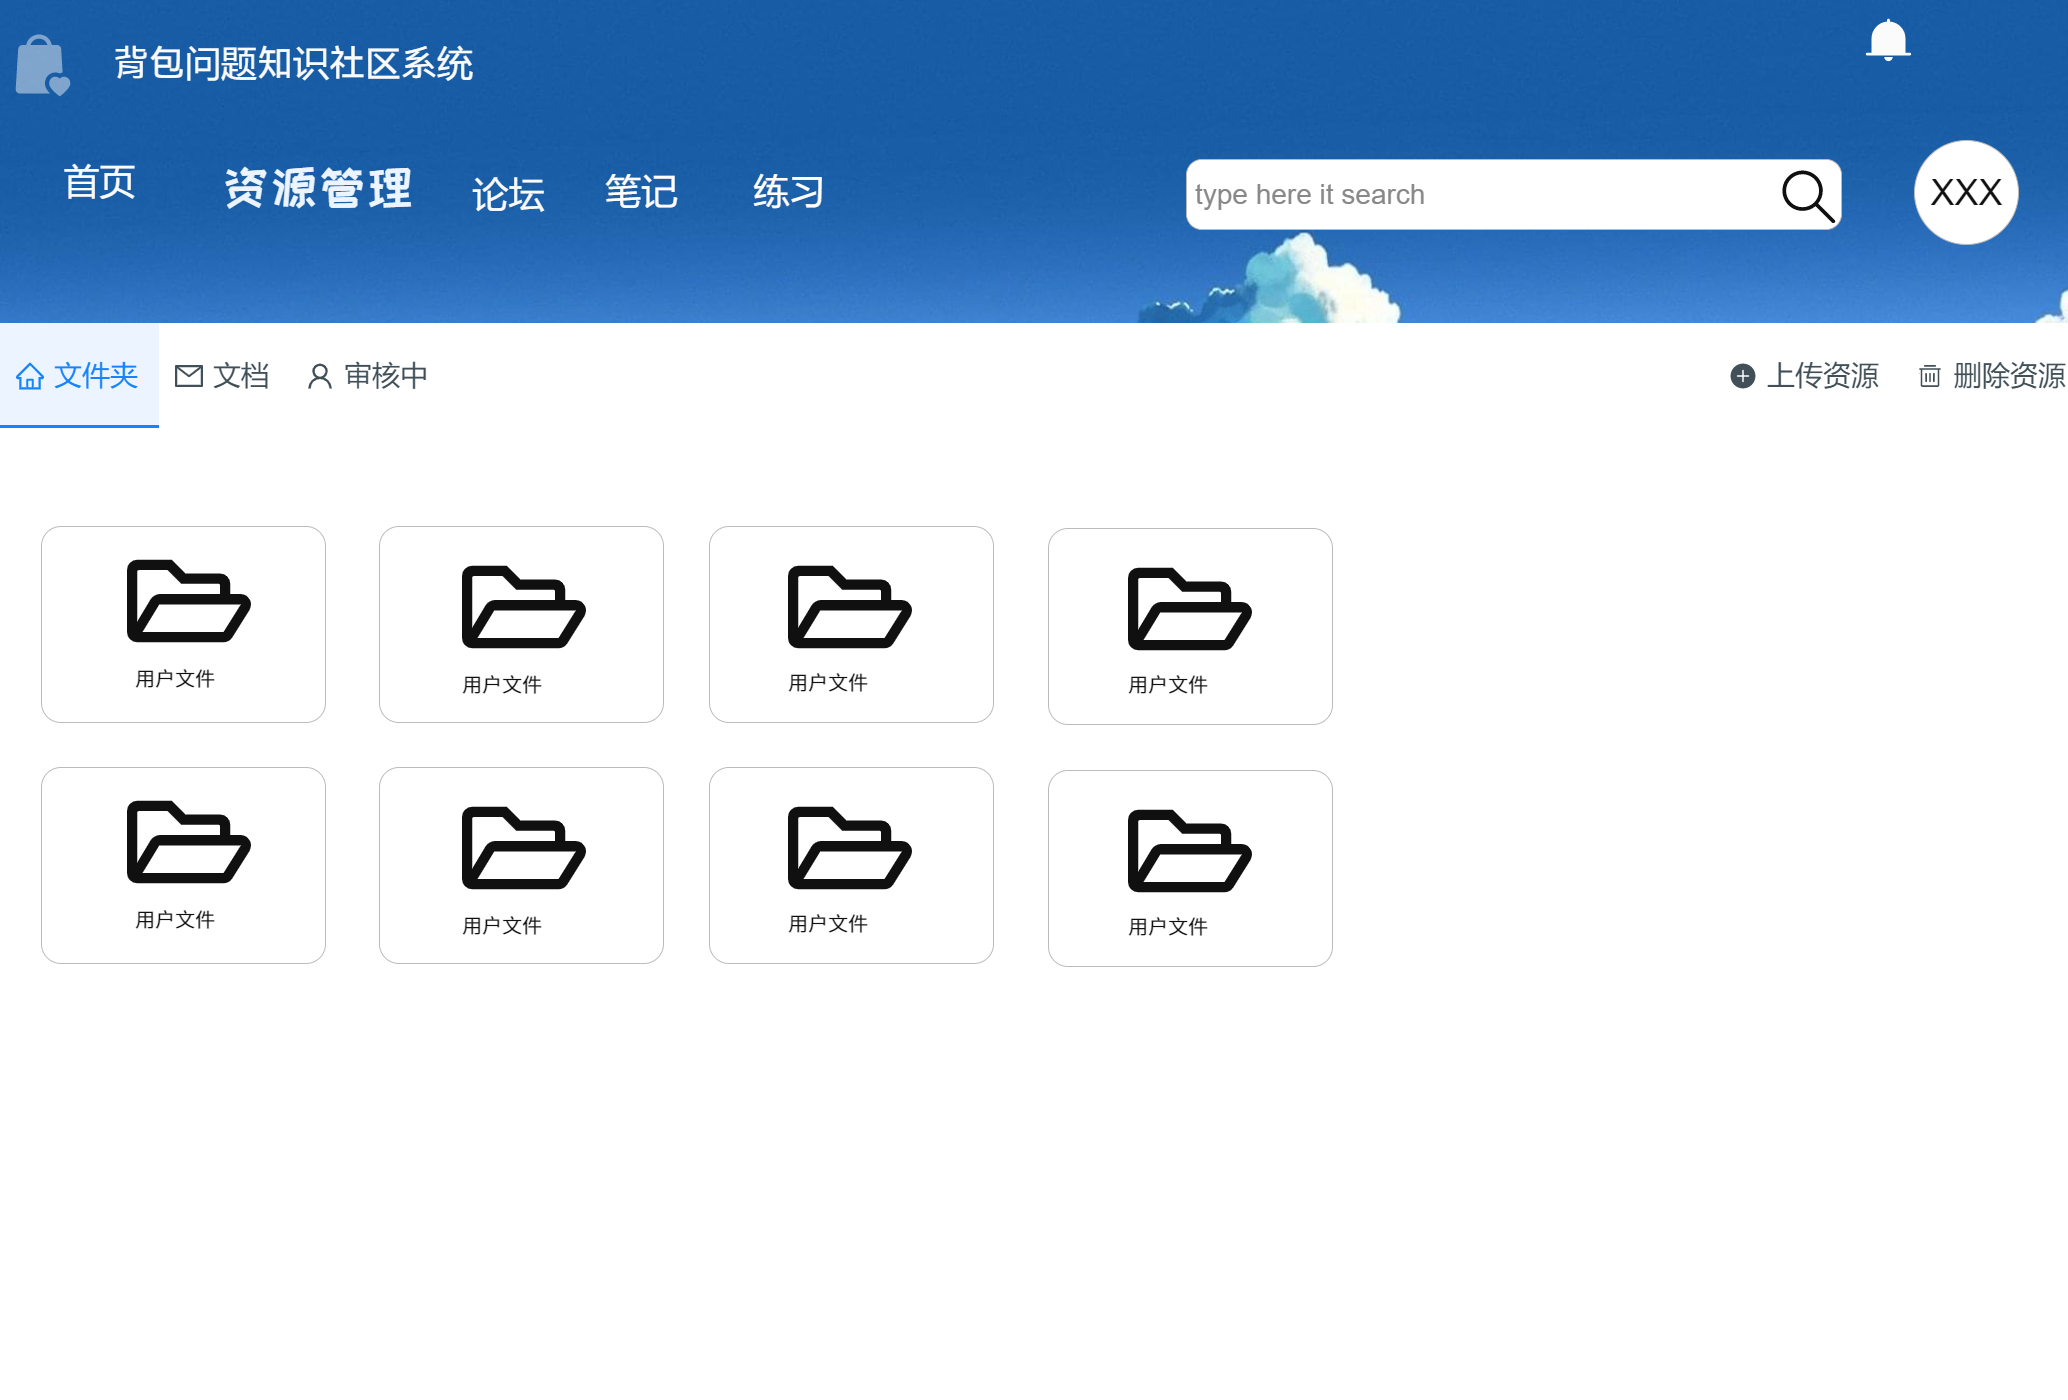 背包问题知识社区系统
首页 资源管理 论坛 笔记 练习
type here it search
XXX
文件夹 文档 审核中 上传资源 删除资源
用户文件 用户文件 用户文件 用户文件
用户文件 用户文件 用户文件 用户文件